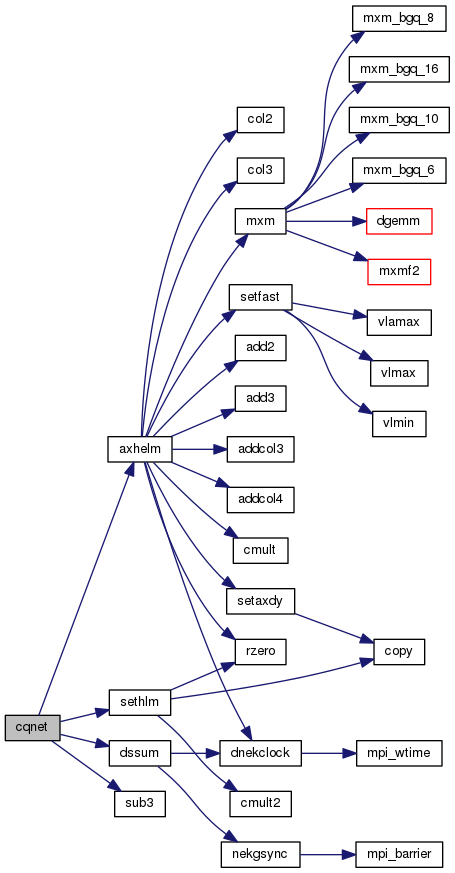 mxm_bgq_8
mxm_bgq_16
col2
mxm_bgq_10
col3
mxm_bgq_6
mxm
dgemm
mxmf2
setfast
vlamax
add2
vlmax
add3
vlmin
axhelm
addcol3
addcol4
cmult
setaxdy
rzero
copy
sethlm
cqnet
dssum
dnekclock
mpi_wtime
sub3
cmult2
nekgsync
mpi_barrier